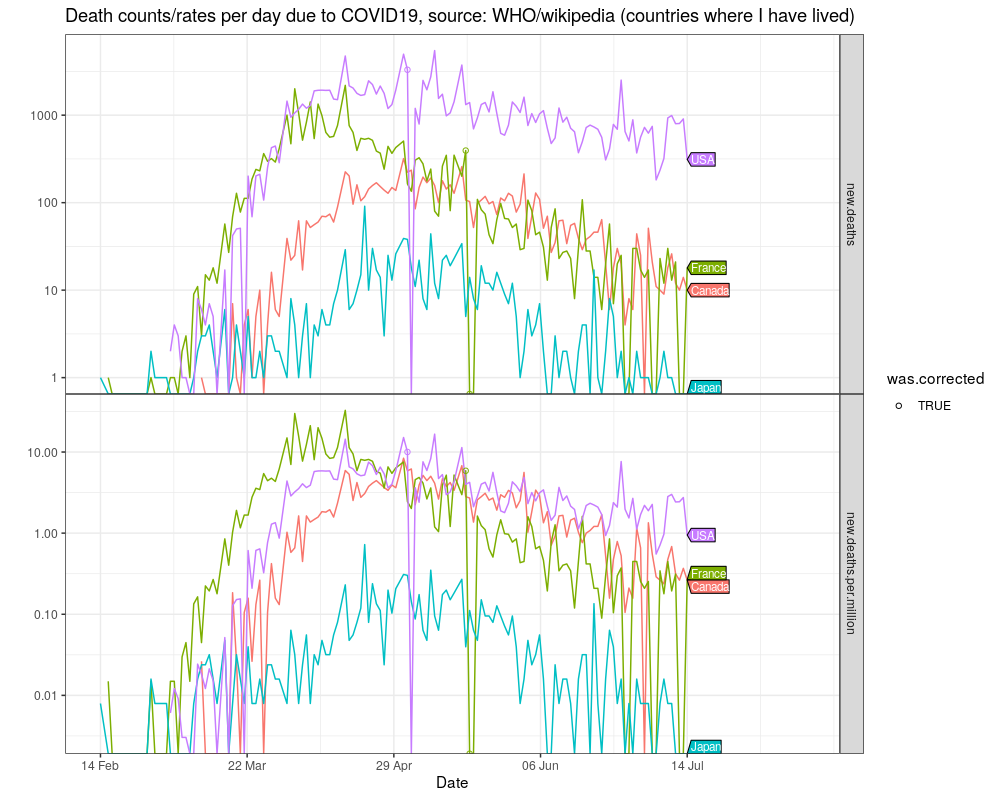 Death counts/rates per day due to COVID19, source: WHO/wikipedia (countries where I have lived)
1000
100
10
1
USA
France
Canada
Japan
new.deaths
10.00
1.00
0.10
0.01
USA
France
Canada
Japan
new.deaths.per.million
14 Feb
22 Mar
29 Apr
06 Jun
14 Jul
Date
was.corrected
TRUE